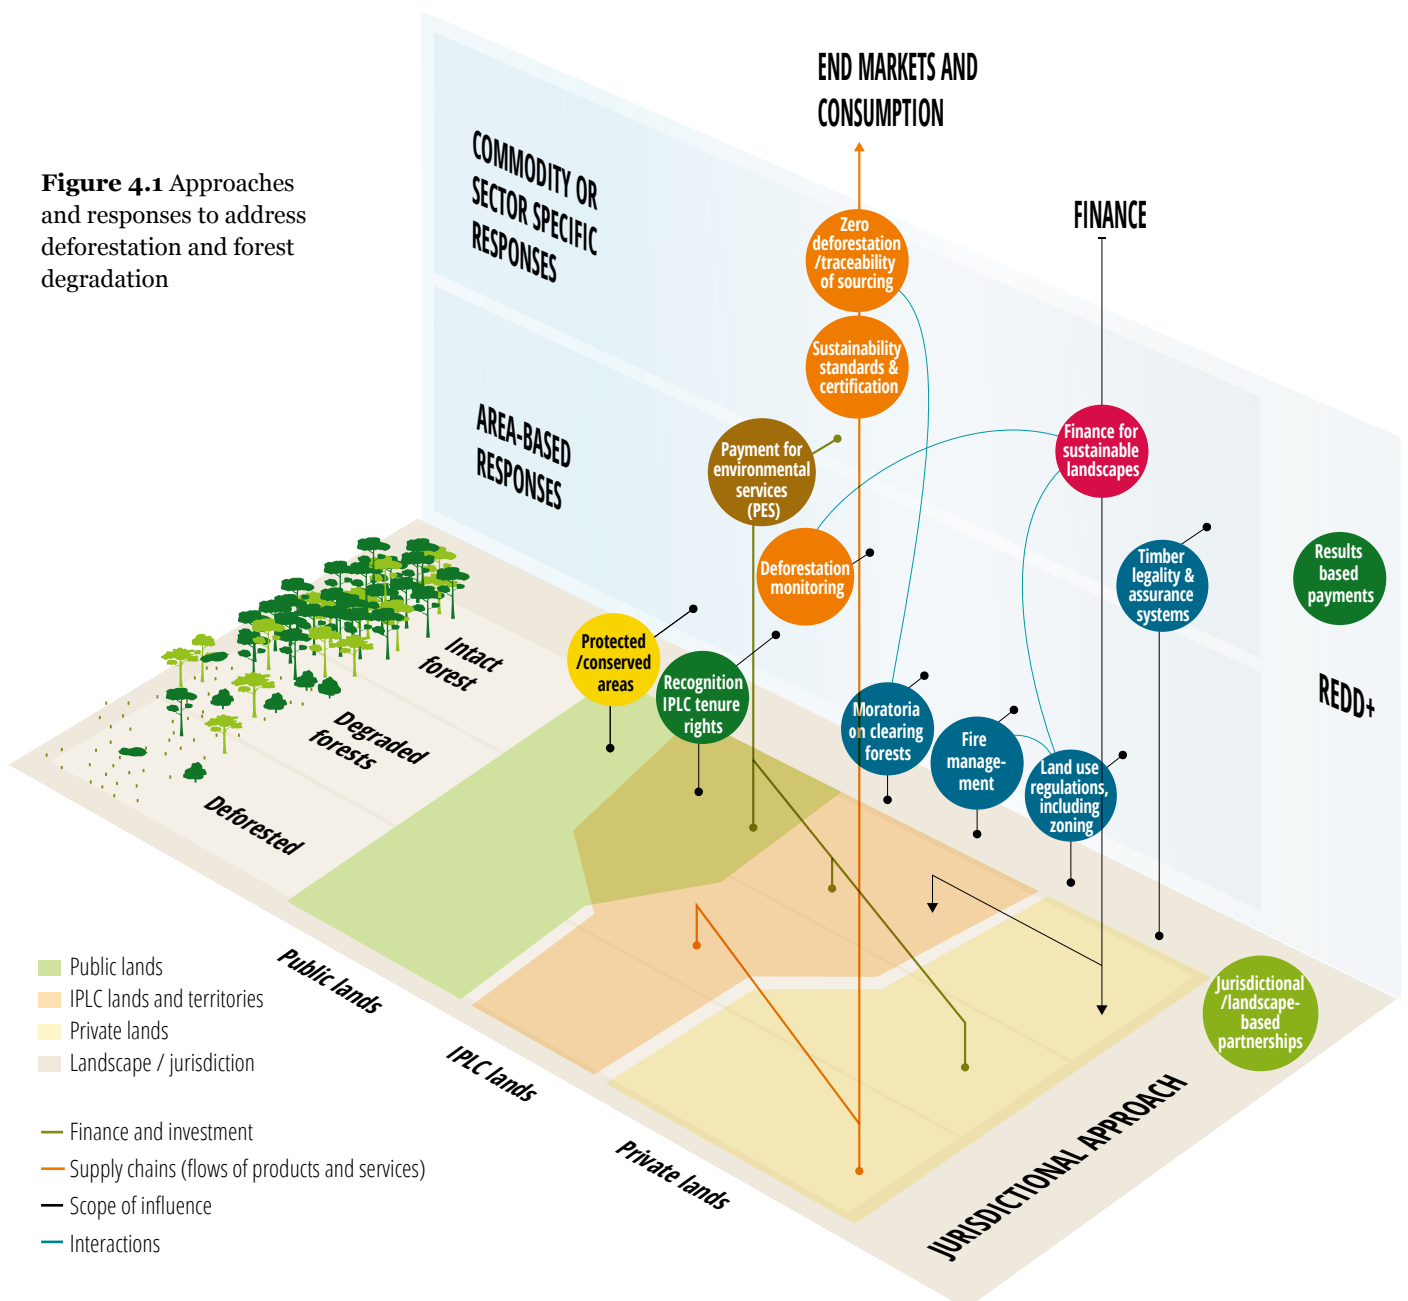 Figure 4.1 Approaches
and responses to address
deforestation and forest
degradation
END MARKETS AND
CONSUMPTION
FINANCE
COMMODITY OR
SECTOR SPECIFIC
RESPONSES
AREA-BASED
RESPONSES
Zero
deforestation
/traceability
of sourcing
Sustainability
standards &
certification
Payment for
environmental
services
(PES)
Deforestation
monitoring
Finance for
sustainable
landscapes
Timber
legality &
assurance
systems
Results
based
payments
REDD+
Protected
/conserved
areas
Recognition
IPLC tenure
rights
Moratoria
on clearing
forests
Fire
manage-
ment
Land use
regulations,
including
zoning
Intact
forest
Degraded
forests
Deforested
Public lands
IPLC lands
Private lands
Jurisdictional
/landscape-
based
partnerships
JURISDICTIONAL APPROACH
Public lands
IPLC lands and territories
Private lands
Landscape / jurisdiction
Finance and investment
Supply chains (flows of products and services)
Scope of influence
Interactions